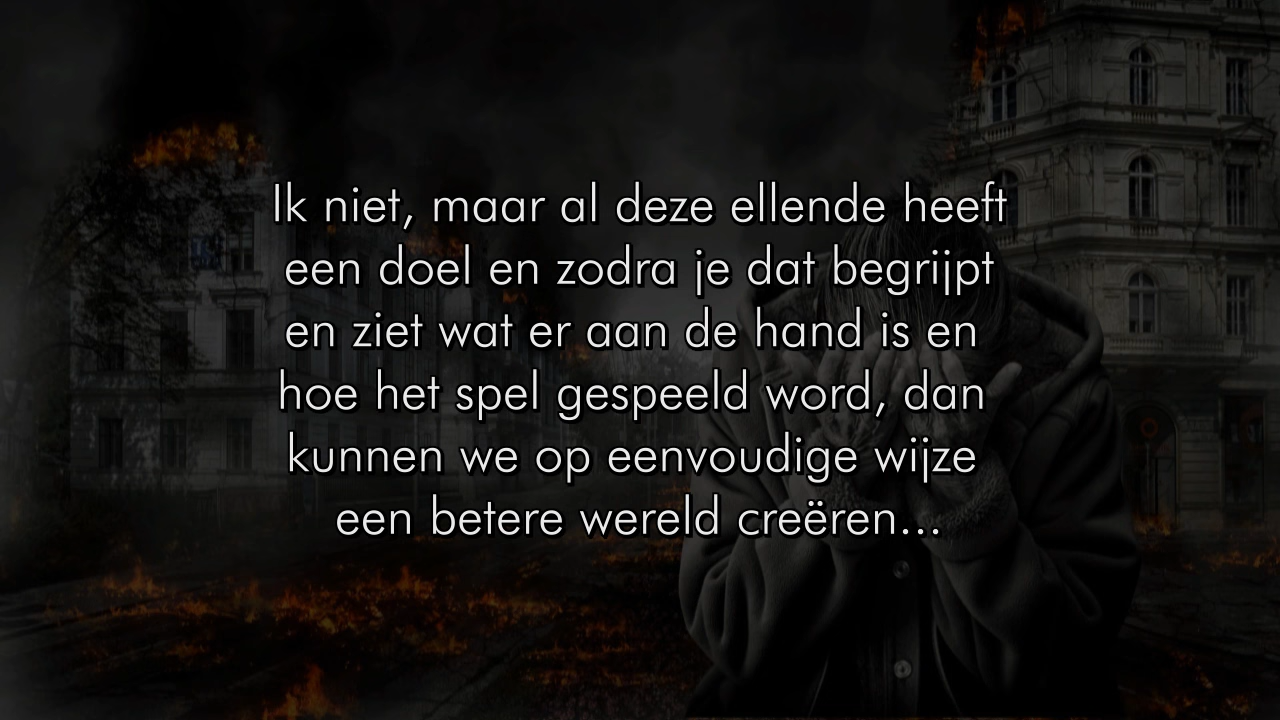 Ik niet, maar al deze ellende heeft
een doel en zodra je dat begrijpt
en ziet wat er aan de hand is en
hoe het spel gespeeld word, dan
kunnen we op eenvoudige wijze
een betere wereld creëren...